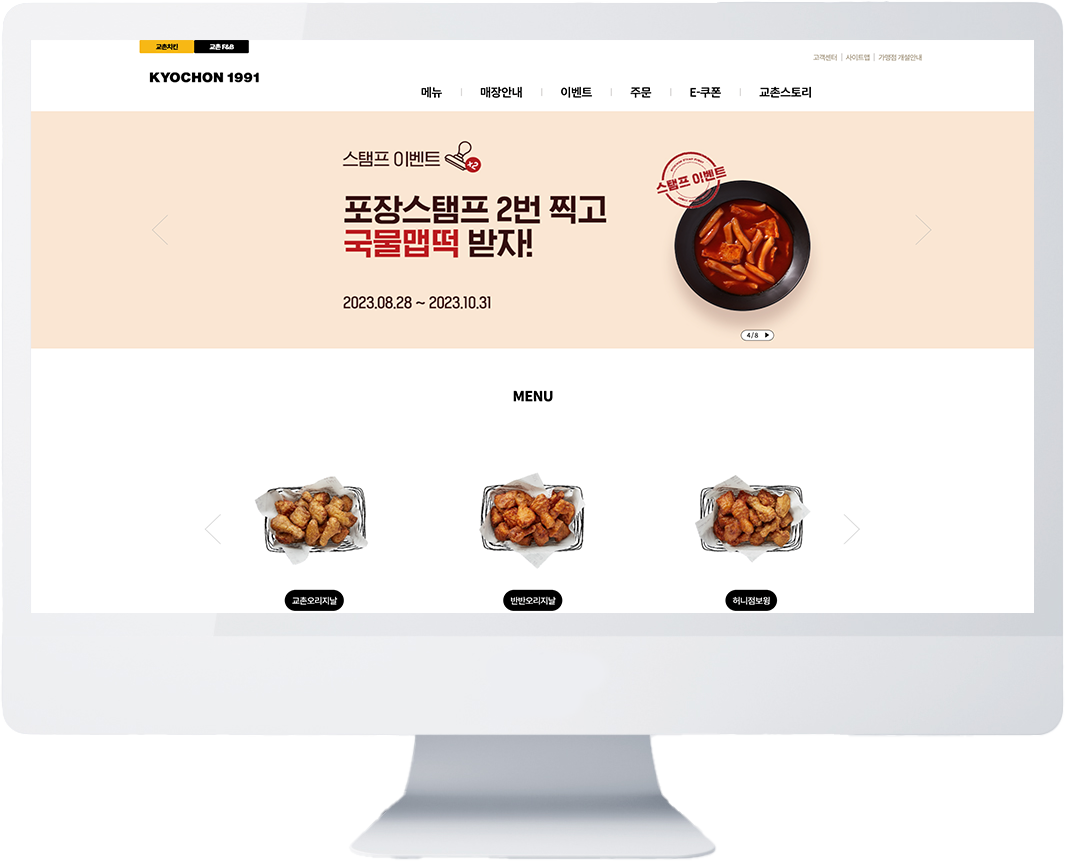 교촌치킨 교촌 F&B
고객센터 | 사이트맵 | 가맹점 개설안내
KYOCHON 1991
메뉴 | 매장안내 | 이벤트 | 주문 | E-쿠폰 | 교촌스토리
스탬프 이벤트 +2
스탬프 이벤트
포장스탬프 2번 찍고
국물맵떡 받자!
2023.08.28 ~ 2023.10.31
4/8
MENU
교촌오리지날 반반오리지날 허니점보윙